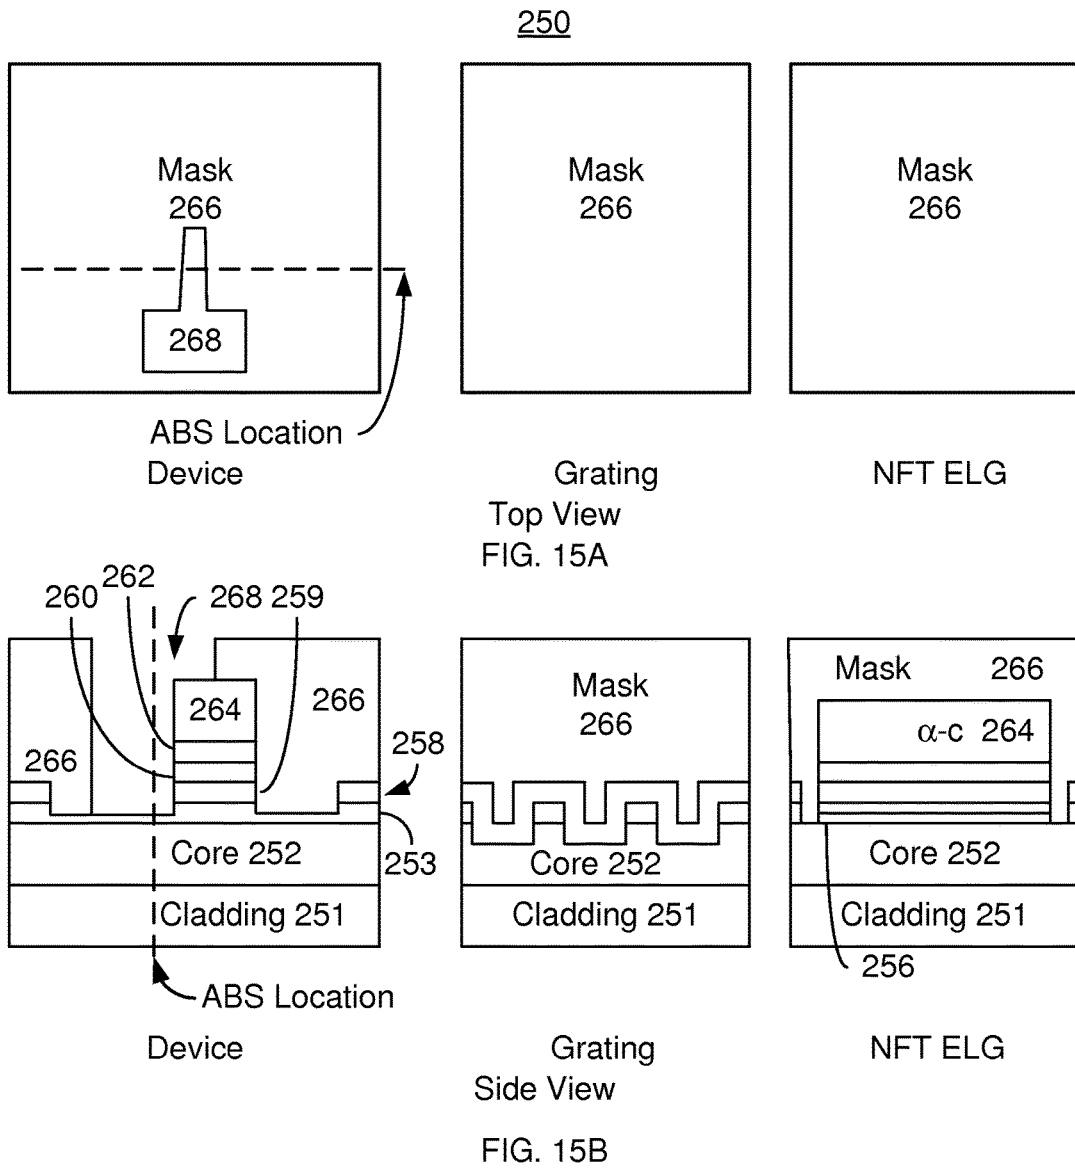 250
Mask Mask Mask
266 266 266
268
ABS Location
Device Grating NFT ELG
Top View
FIG. 15A
262
260 268 259
Mask Mask 266
264 266 266 α-c 264
266 258
Core 252 253 Core 252 Core 252
Cladding 251 Cladding 251 Cladding 251
256
ABS Location
Device Grating NFT ELG
Side View
FIG. 15B